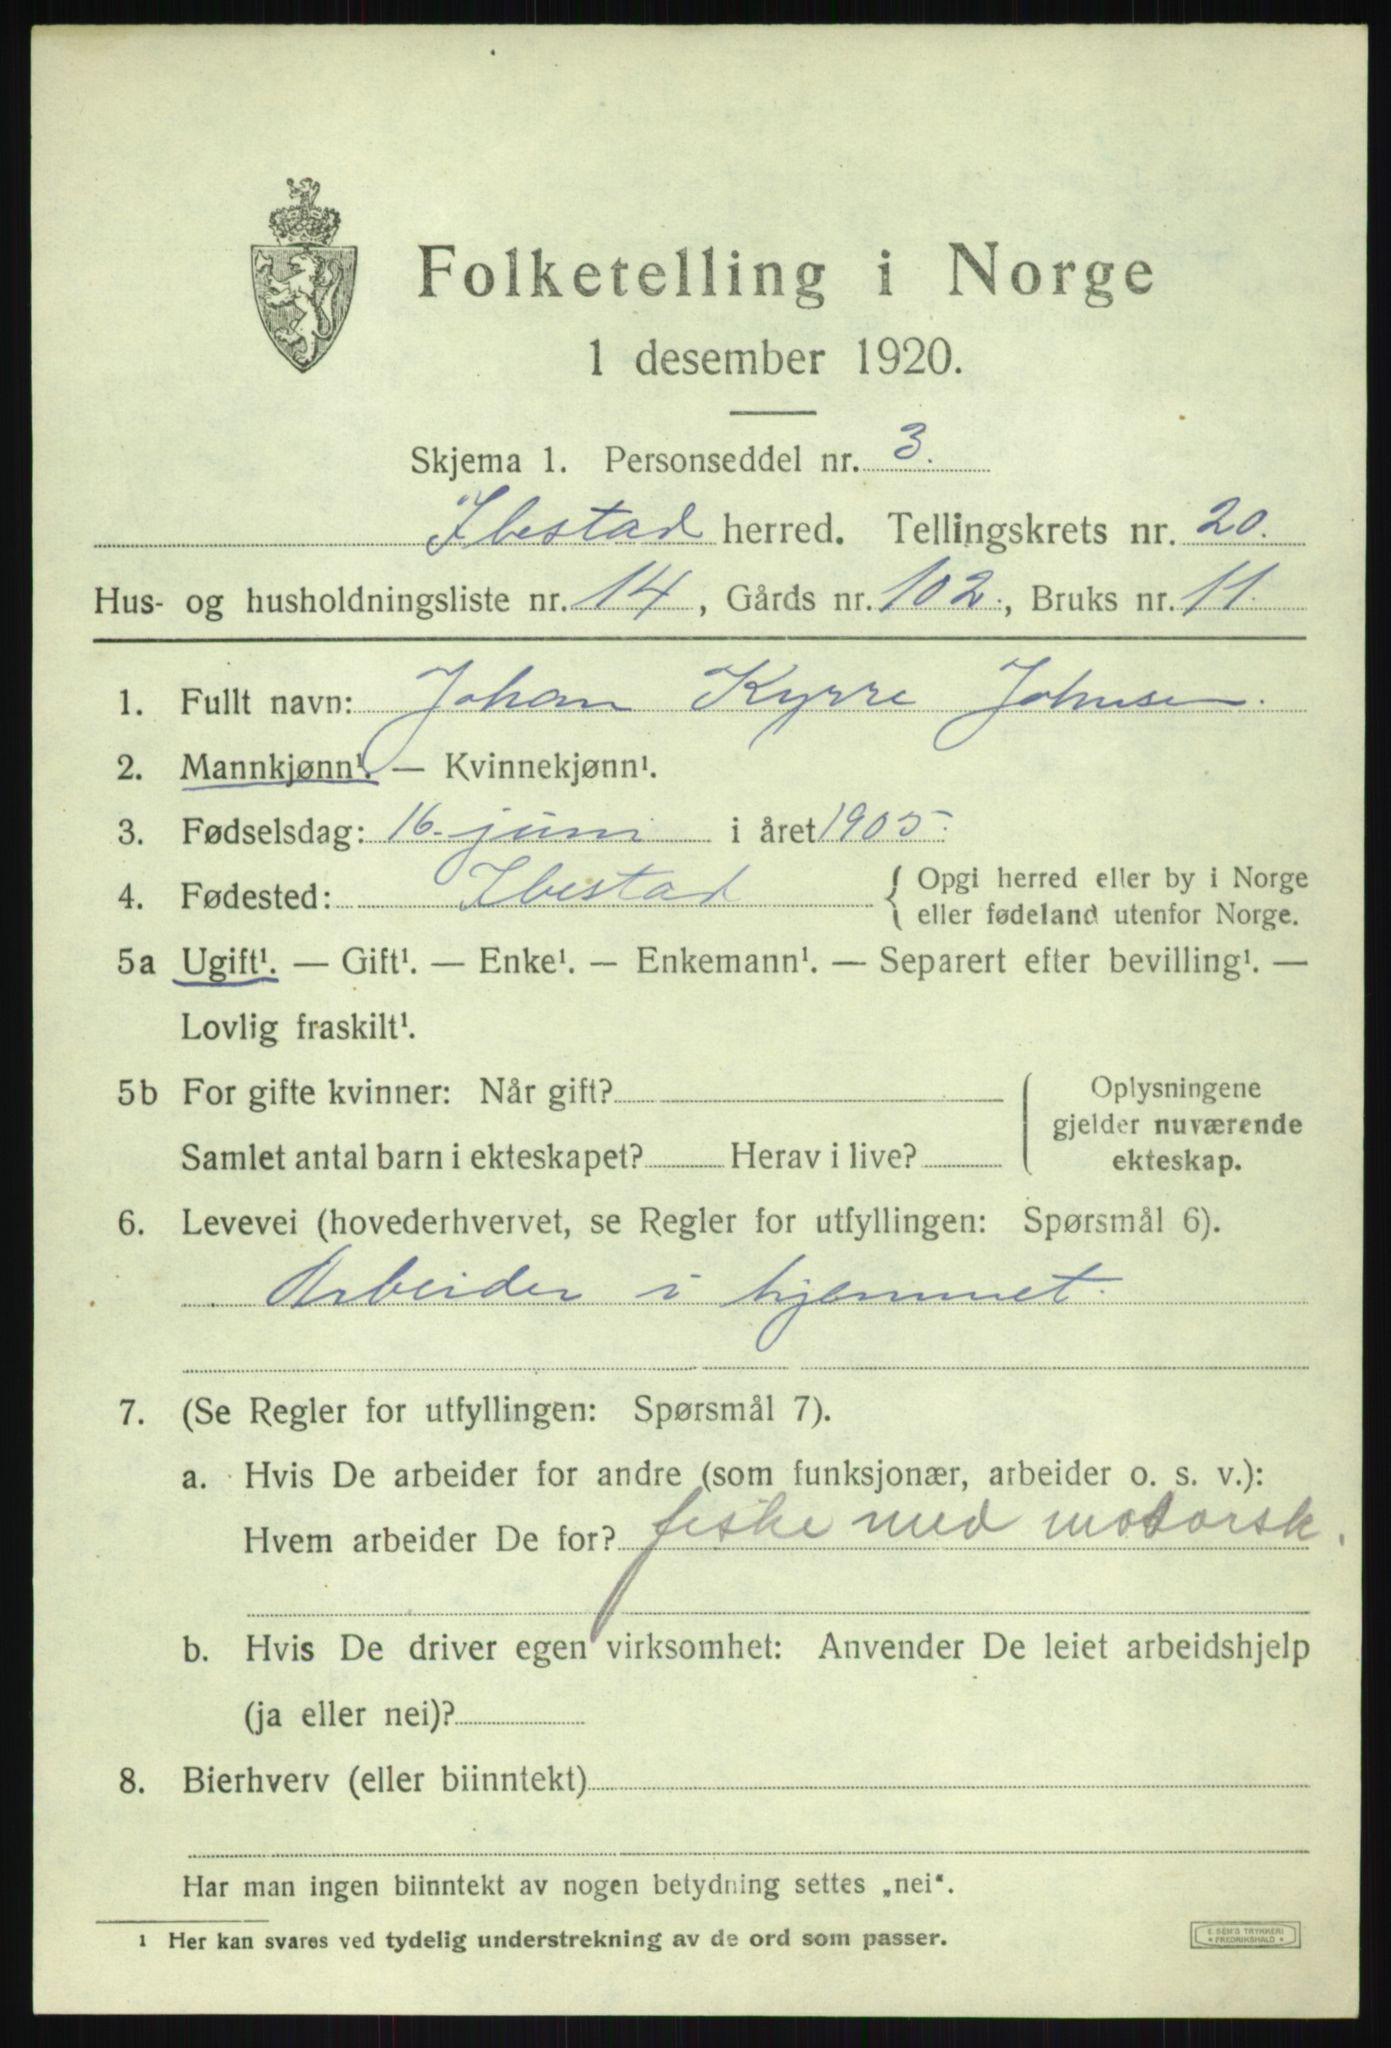 Folketelling i Norge
1 desember 1920.
Skjema 1. Personseddel nr. 3.
Ibestad herred. Tellingskrets nr. 20.
Hus- og husholdningsliste nr. 14, Gårds nr. 102, Bruks nr. 11.
1. Fullt navn: Johan Kyrre Johnsen.
2. Mannkjønn¹. — Kvinnekjønn¹.
3. Fødselsdag: 16. juni i året 1905.
4. Fødested: Ibestad { Opgi herred eller by i Norge
eller fødeland utenfor Norge.
5a Ugift¹. — Gift¹. — Enke¹. — Enkemann¹. — Separert efter bevilling¹. —
Lovlig fraskilt¹.
5b For gifte kvinner: Når gift? Oplysningene
gjelder nuværende
Samlet antal barn i ekteskapet? Herav i live? ekteskap.
6. Levevei (hovederhvervet, se Regler for utfyllingen: Spørsmål 6).
Arbeider i hjemmet.
7. (Se Regler for utfyllingen: Spørsmål 7).
a. Hvis De arbeider for andre (som funksjonær, arbeider o. s. v.):
Hvem arbeider De for? fiske med motorsk.
b. Hvis De driver egen virksomhet: Anvender De leiet arbeidshjelp
(ja eller nei)?
8. Bierhverv (eller biinntekt)
Har man ingen biinntekt av nogen betydning settes „nei“.
¹ Her kan svares ved tydelig understrekning av de ord som passer.
E. SEM'S TRYKKERI
* FREDRIKSHALD *